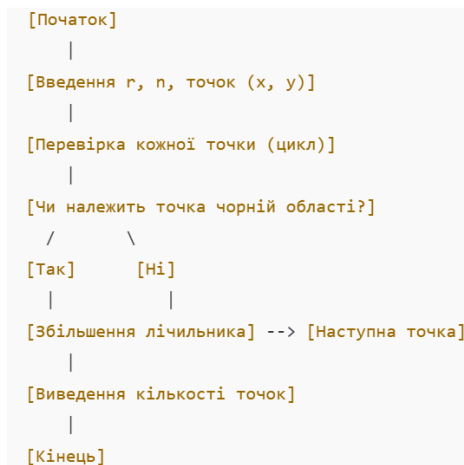 [Початок]
|
[Введення r, n, точок (x, y)]
|
[Перевірка кожної точки (цикл)]
|
[Чи належить точка чорній області?]
/ \
[Так] [Ні]
| |
[Збільшення лічильника] --> [Наступна точка]
|
[Виведення кількості точок]
|
[Кінець]